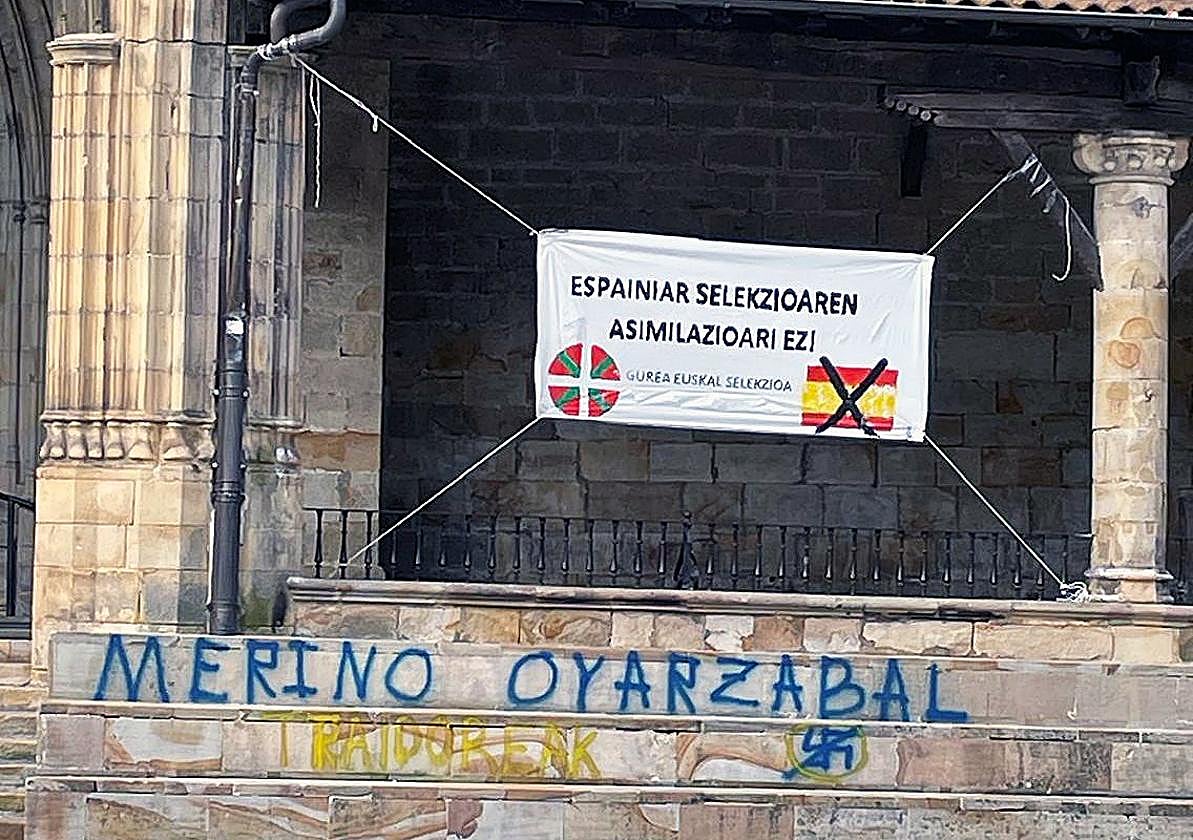 ESPAINIAR SELEKZIOAREN
ASIMILAZIOARI EZ!
GUREA EUSKAL SELEKZIOA
MERINO OYARZABAL
TRAIDOREAK